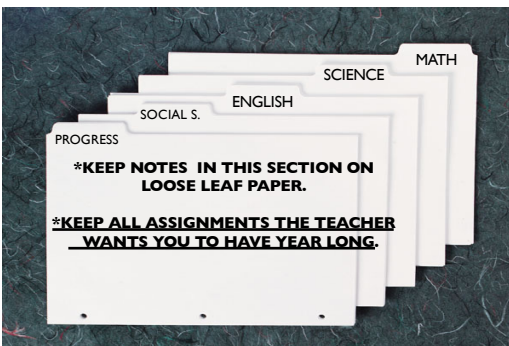 MATH
SCIENCE
ENGLISH
SOCIAL S.
PROGRESS
*KEEP NOTES IN THIS SECTION ON
LOOSE LEAF PAPER.
*KEEP ALL ASSIGNMENTS THE TEACHER
WANTS YOU TO HAVE YEAR LONG.